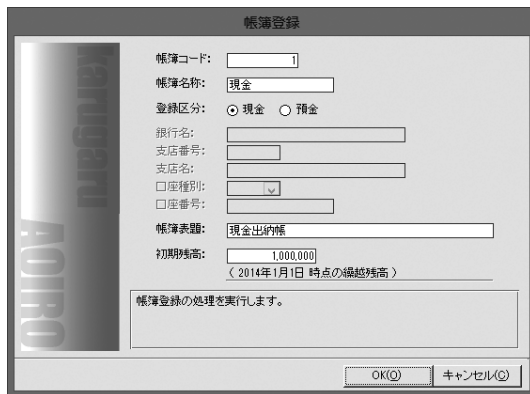 帳簿登録
karugaru
AOIRO
帳簿コード： 1
帳簿名称： 現金
登録区分： 現金 預金
銀行名：
支店番号：
支店名：
口座種別：
口座番号：
帳簿表題： 現金出納帳
初期残高： 1,000,000
（ 2014年1月1日 時点の繰越残高 ）
帳簿登録の処理を実行します。
OK(O) キャンセル(C)